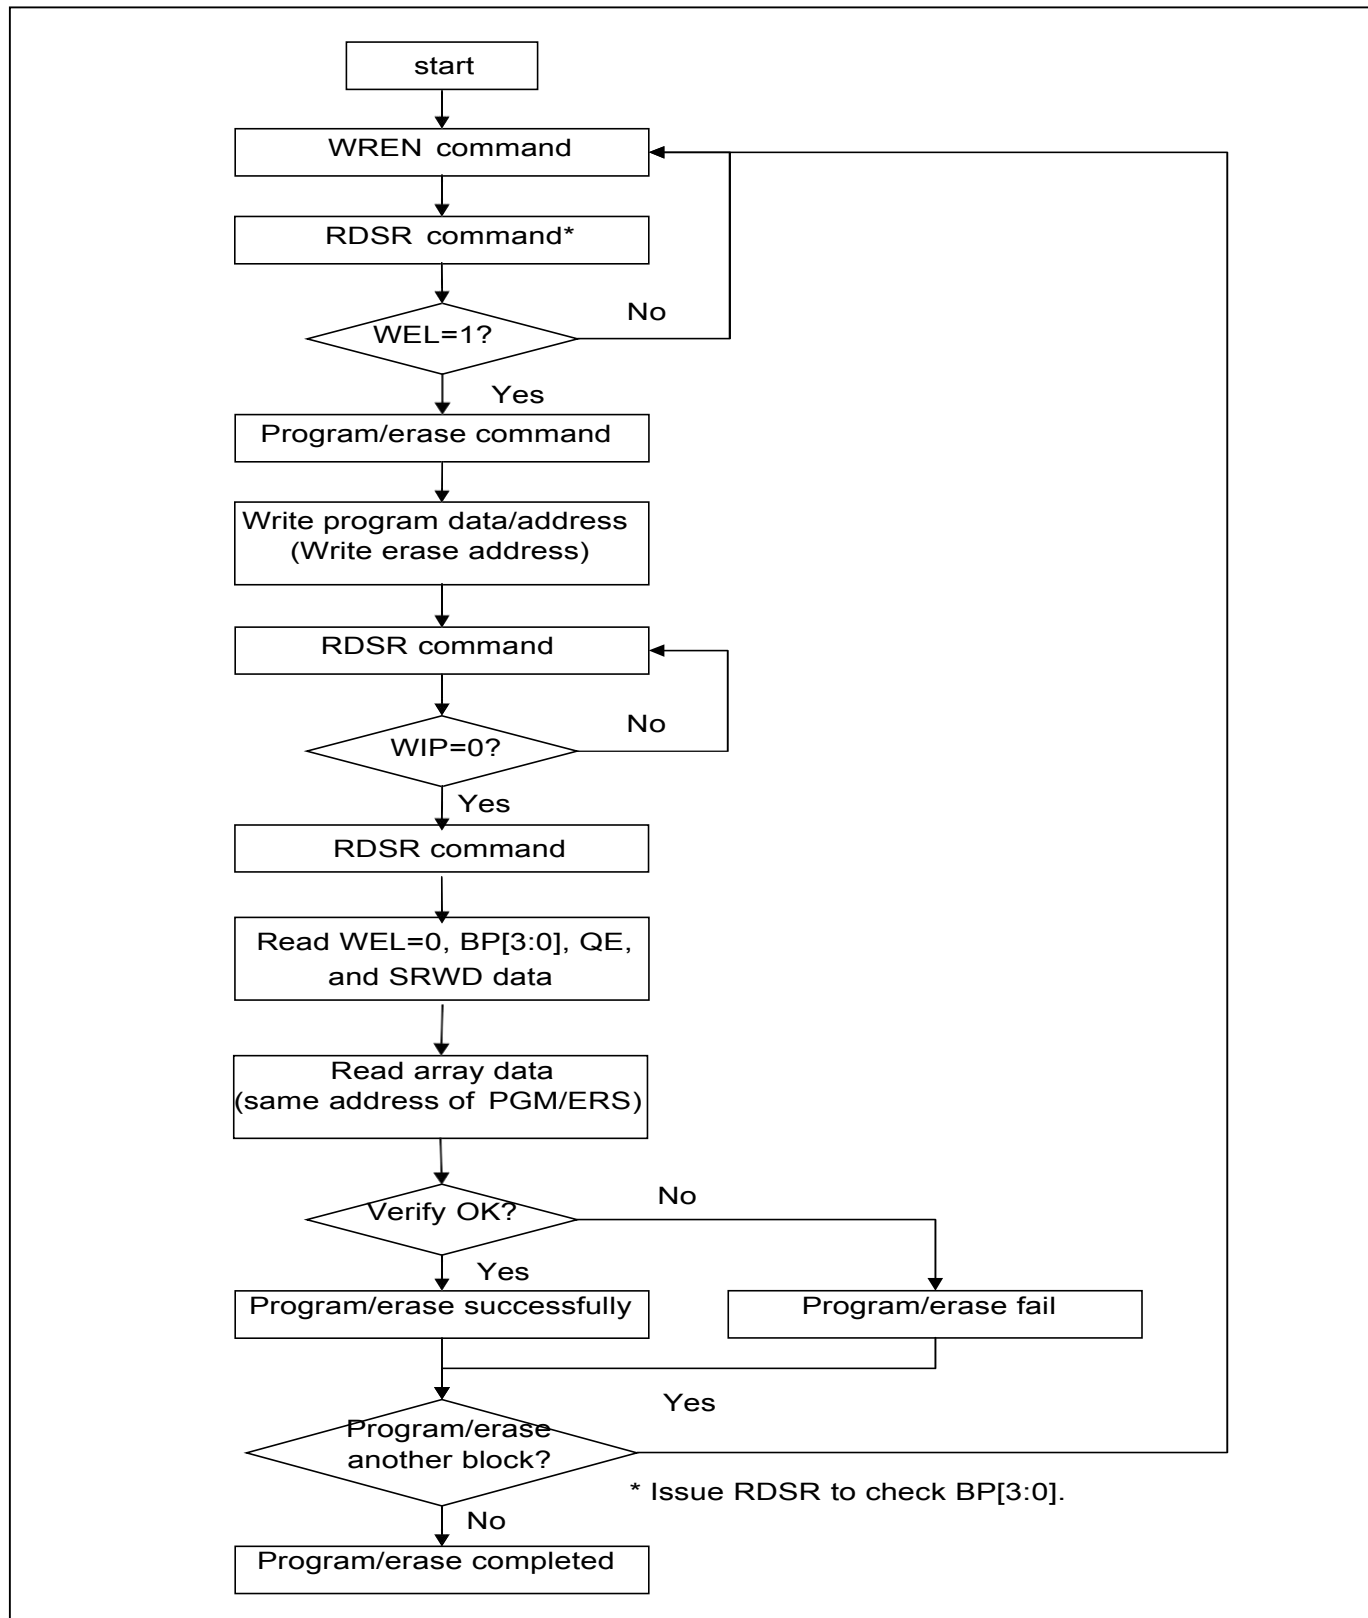 start
WREN command
RDSR command*
WEL=1?
No
Yes
Program/erase command
Write program data/address
(Write erase address)
RDSR command
WIP=0?
No
Yes
RDSR command
Read WEL=0, BP[3:0], QE,
and SRWD data
Read array data
(same address of PGM/ERS)
Verify OK?
No
Yes
Program/erase successfully
Program/erase fail
Yes
Program/erase
another block?
* Issue RDSR to check BP[3:0].
No
Program/erase completed